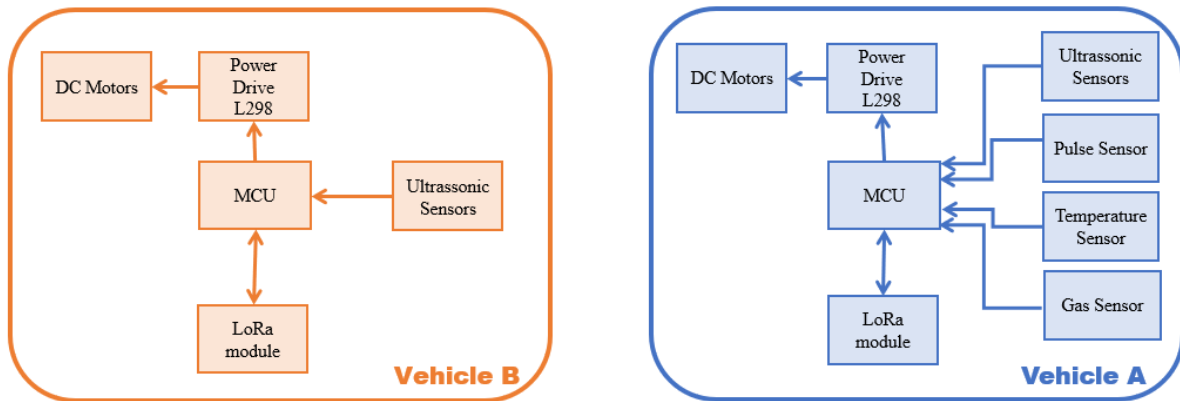 DC Motors
Power
Drive
L298
MCU
Ultrasonic
Sensors
LoRa
module
Vehicle B
DC Motors
Power
Drive
L298
Ultrassonic
Sensors
Pulse Sensor
MCU
Temperature
Sensor
Gas Sensor
LoRa
module
Vehicle A